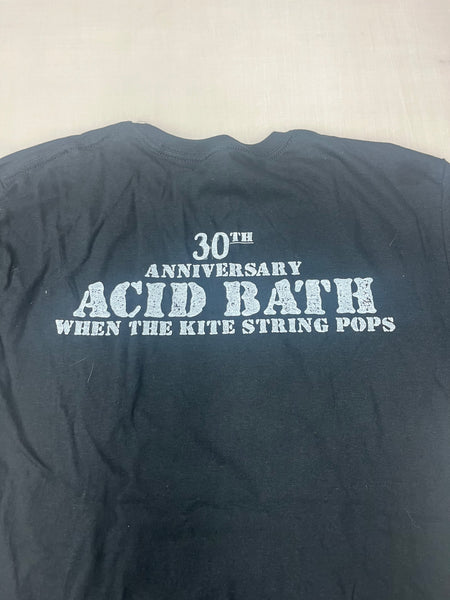 30TH
ANNIVERSARY
ACID BATH
WHEN THE KITE STRING POPS